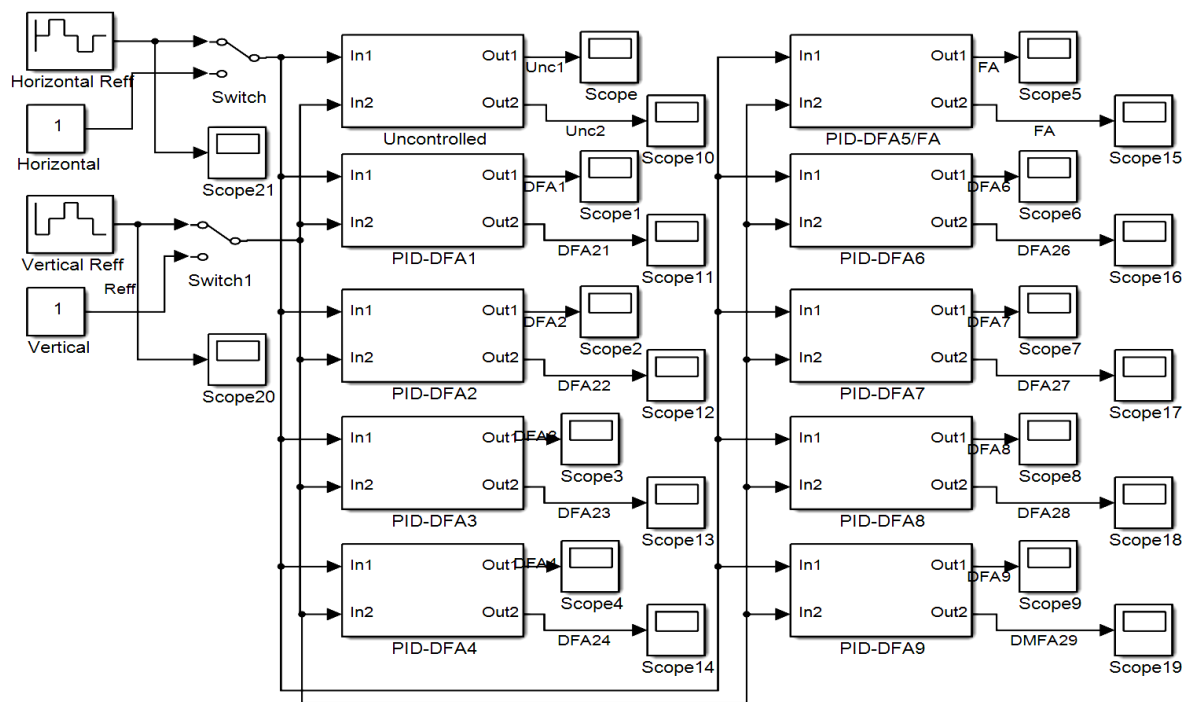 Horizontal Reff
1
Horizontal
Switch
Scope21
Vertical Reff
Reff
1
Vertical
Switch1
Scope20
In1
In2
Out1
Out2
Uncontrolled
Unc1
Scope
Unc2
Scope10
In1
In2
Out1
Out2
PID-DFA1
DFA1
Scope1
DFA21
Scope11
In1
In2
Out1
Out2
PID-DFA2
DFA2
Scope2
DFA22
Scope12
In1
In2
Out1
Out2
PID-DFA3
DFA3
Scope3
DFA23
Scope13
In1
In2
Out1
Out2
PID-DFA4
DFA4
Scope4
DFA24
Scope14
In1
In2
Out1
Out2
PID-DFA5/FA
FA
Scope5
FA
Scope15
In1
In2
Out1
Out2
PID-DFA6
DFA6
Scope6
DFA26
Scope16
In1
In2
Out1
Out2
PID-DFA7
DFA7
Scope7
DFA27
Scope17
In1
In2
Out1
Out2
PID-DFA8
DFA8
Scope8
DFA28
Scope18
In1
In2
Out1
Out2
PID-DFA9
DFA9
Scope9
DMFA29
Scope19